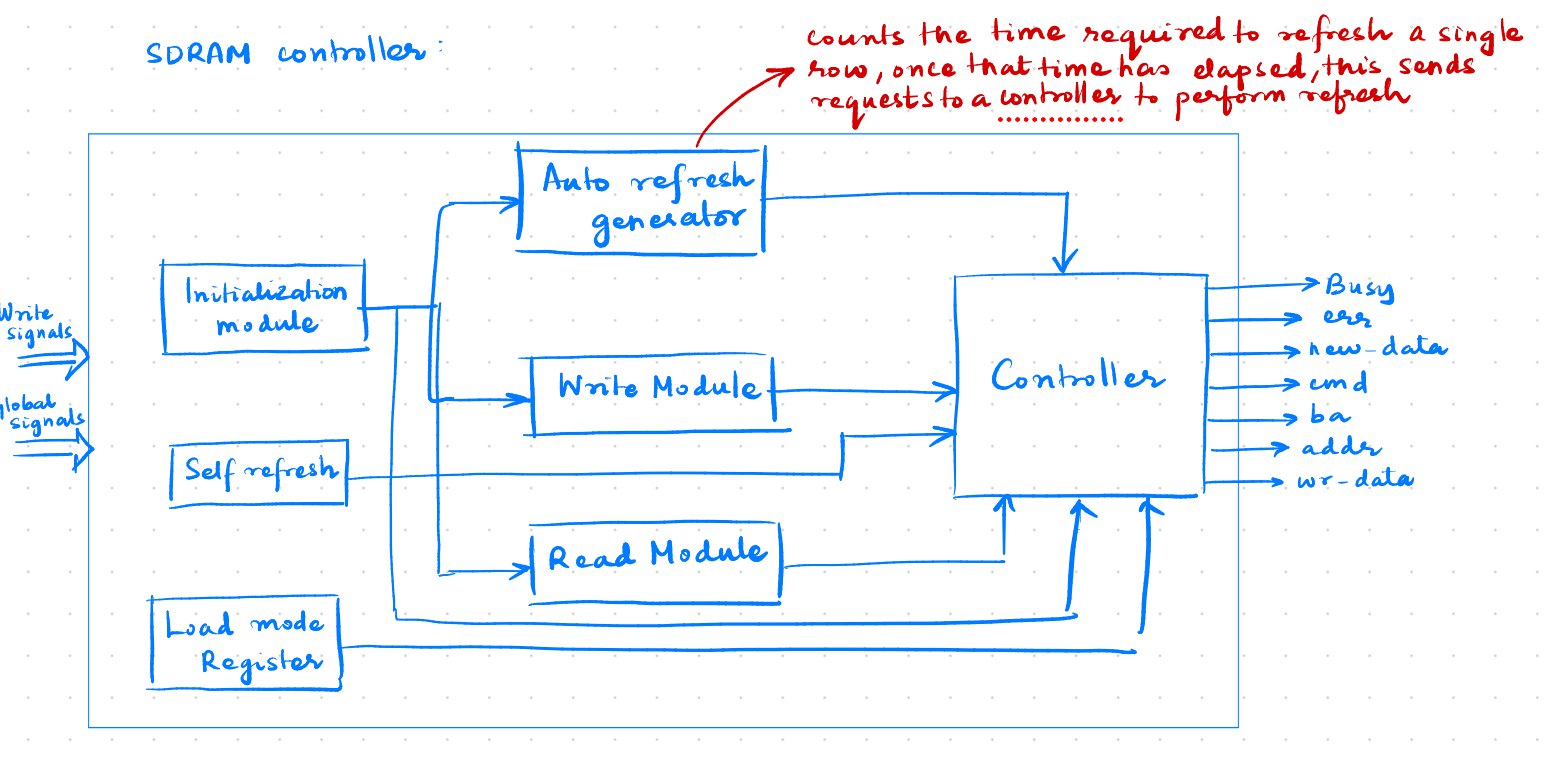 SDRAM controller:
counts the time required to refresh a single
row, once that time has elapsed, this sends
requests to a controller to perform refresh
Auto refresh
generator
Initialization
module
Write
signals
global
signals
Write Module
Self refresh
Read Module
Load mode
Register
Controller
Busy
err
new-data
cmd
ba
addr
wr-data